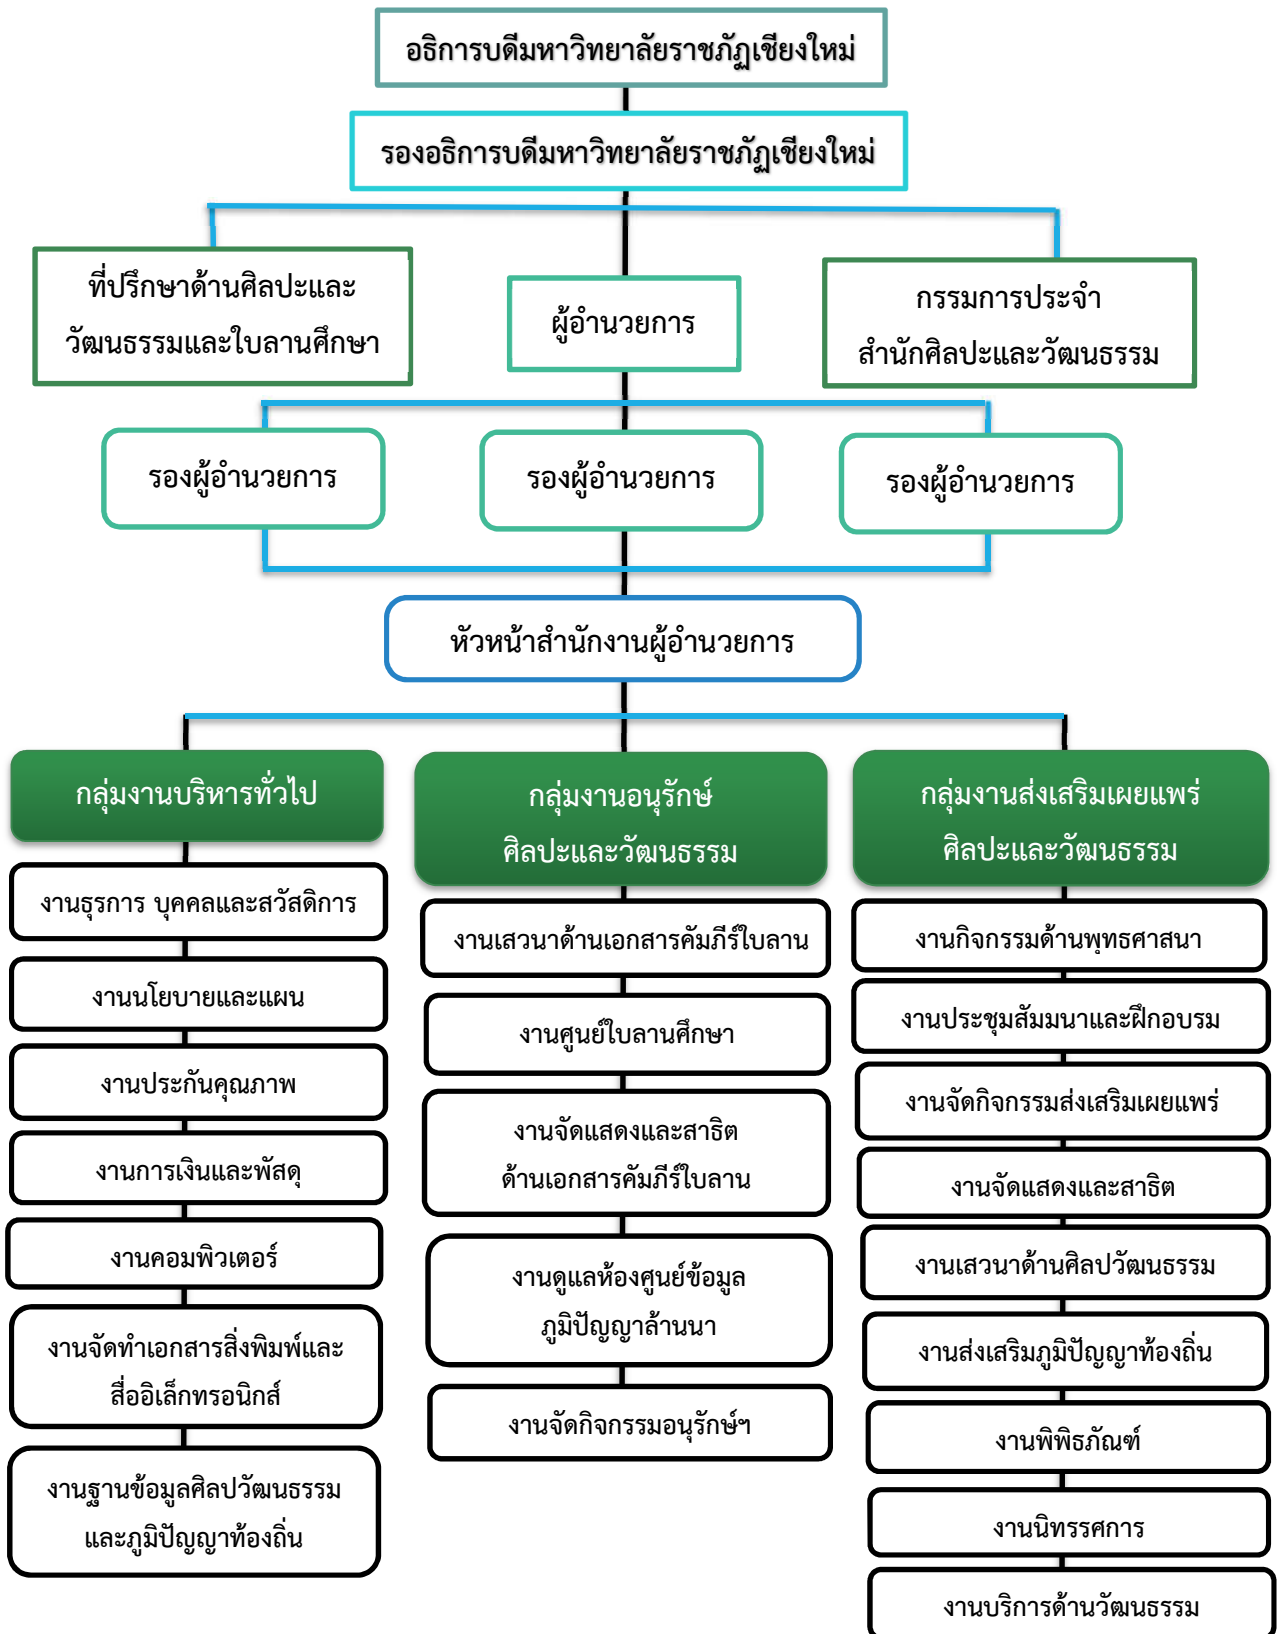 อธิการบดีมหาวิทยาลัยราชภัฏเชียงใหม่
รองอธิการบดีมหาวิทยาลัยราชภัฏเชียงใหม่
ที่ปรึกษาด้านศิลปะและ
วัฒนธรรมและใบลานศึกษา
ผู้อำนวยการ
กรรมการประจำ
สำนักศิลปะและวัฒนธรรม
รองผู้อำนวยการ
รองผู้อำนวยการ
รองผู้อำนวยการ
หัวหน้าสำนักงานผู้อำนวยการ
กลุ่มงานบริหารทั่วไป
งานธุรการ บุคคลและสวัสดิการ
งานนโยบายและแผน
งานประกันคุณภาพ
งานการเงินและพัสดุ
งานคอมพิวเตอร์
งานจัดทำเอกสารสิ่งพิมพ์และ
สื่ออิเล็กทรอนิกส์
งานฐานข้อมูลศิลปวัฒนธรรม
และภูมิปัญญาท้องถิ่น
กลุ่มงานอนุรักษ์
ศิลปะและวัฒนธรรม
งานเสวนาด้านเอกสารคัมภีร์ใบลาน
งานศูนย์ใบลานศึกษา
งานจัดแสดงและสาธิต
ด้านเอกสารคัมภีร์ใบลาน
งานดูแลห้องศูนย์ข้อมูล
ภูมิปัญญาล้านนา
งานจัดกิจกรรมอนุรักษ์ฯ
กลุ่มงานส่งเสริมเผยแพร่
ศิลปะและวัฒนธรรม
งานกิจกรรมด้านพุทธศาสนา
งานประชุมสัมมนาและฝึกอบรม
งานจัดกิจกรรมส่งเสริมเผยแพร่
งานจัดแสดงและสาธิต
งานเสวนาด้านศิลปวัฒนธรรม
งานส่งเสริมภูมิปัญญาท้องถิ่น
งานพิพิธภัณฑ์
งานนิทรรศการ
งานบริการด้านวัฒนธรรม